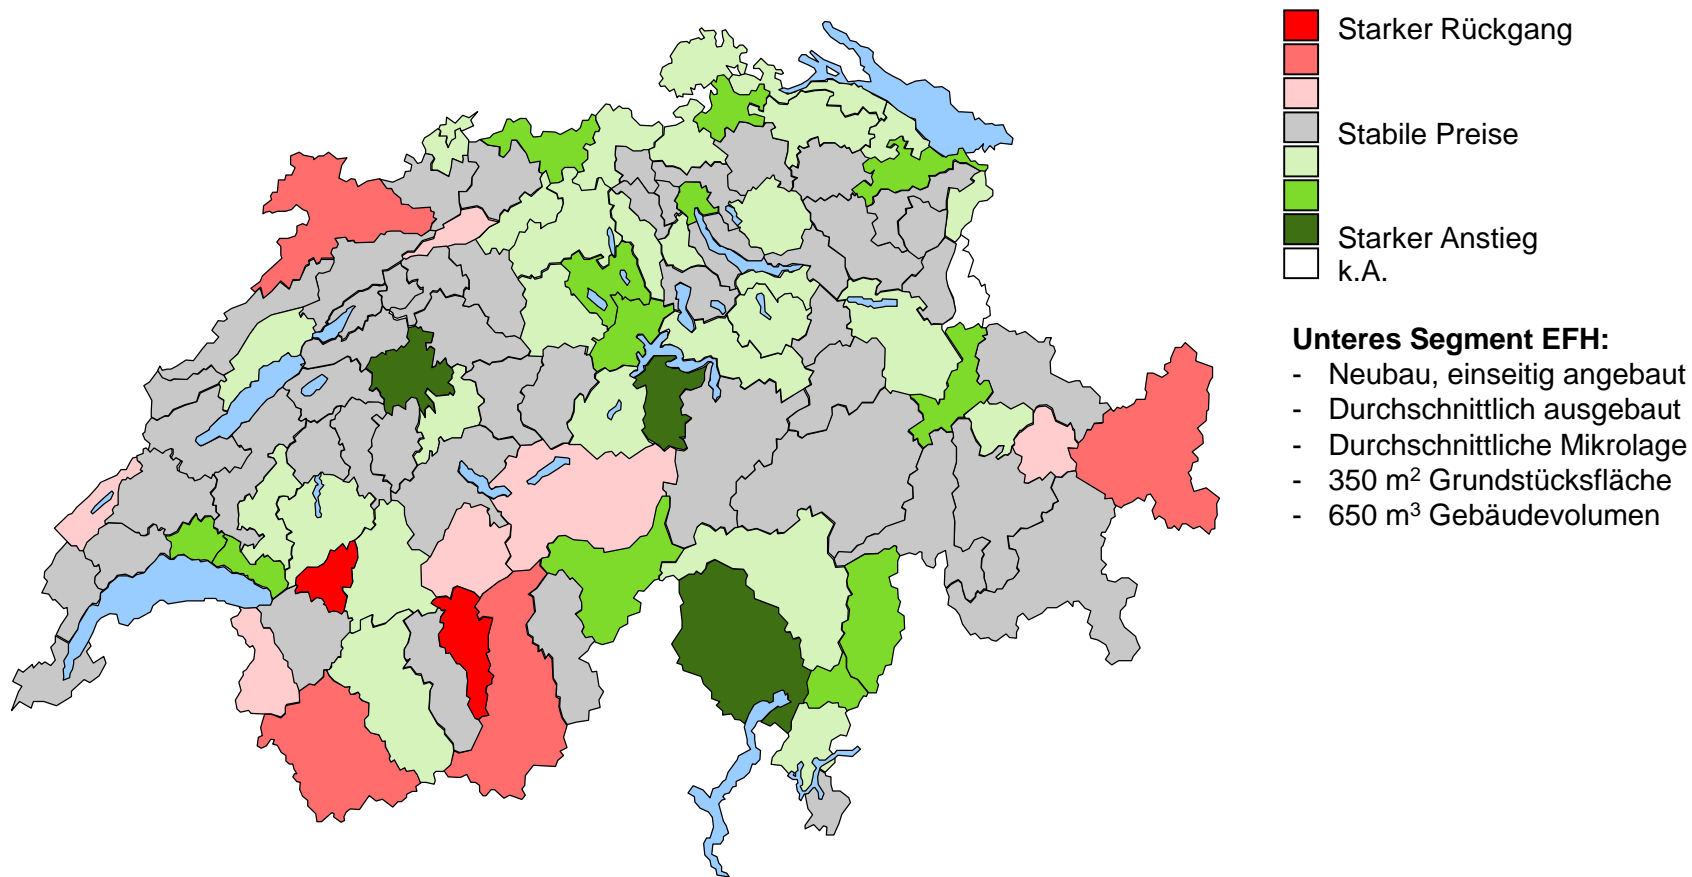 Starker Rückgang
Stabile Preise
Starker Anstieg
k.A.
Unteres Segment EFH:
- Neubau, einseitig angebaut
- Durchschnittlich ausgebaut
- Durchschnittliche Mikrolage
- 350 m² Grundstücksfläche
- 650 m³ Gebäudevolumen